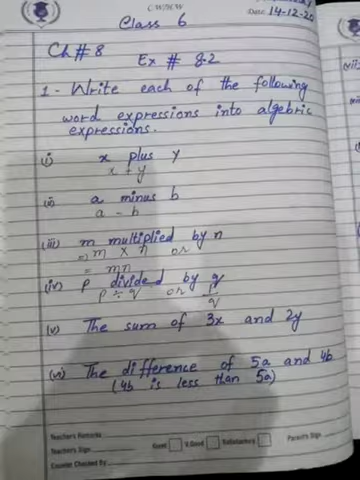 C.W/H.W
Date: 14-12-20
Class 6
Ch # 8 Ex # 8.2
1 - Write each of the following
word expressions into algebric
expressions.
(i) x plus y
x + y
(ii) a minus b
a - b
(iii) m multiplied by n
= m x n or
= mn
(iv) p divided by q
p ÷ q or p/q
(v) The sum of 3x and 2y
(vi) The difference of 5a and 4b
(4b is less than 5a)
Teacher's Remarks
Teacher's Sign Good V.Good Satisfactory Parent's Sign
Counter Checked By